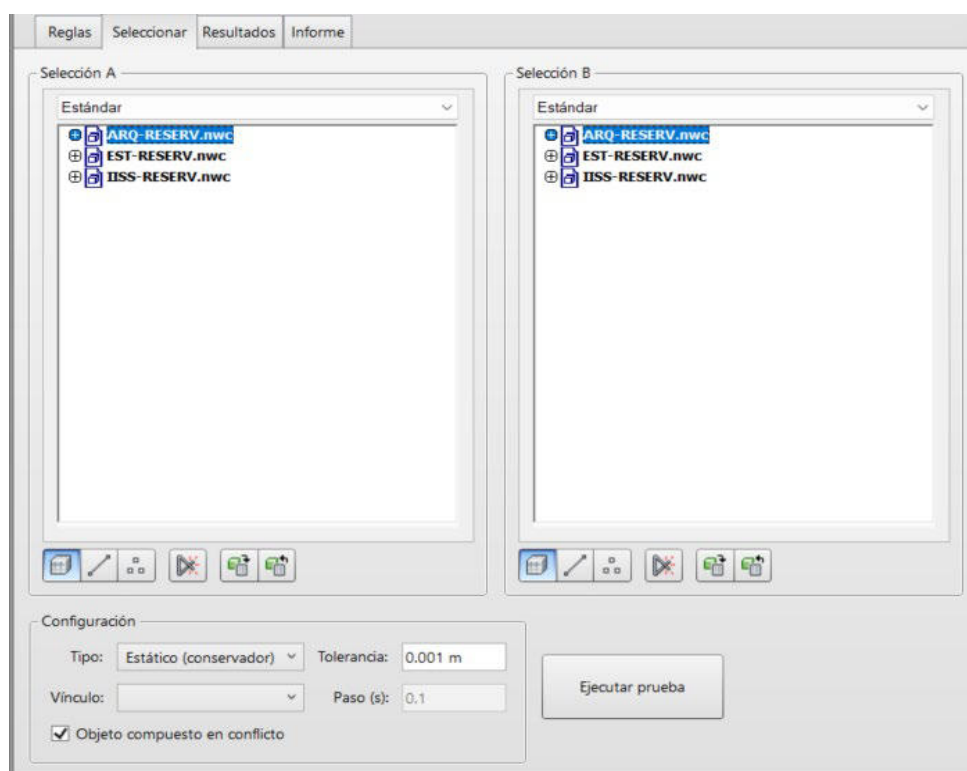 Reglas Seleccionar Resultados Informe
Selección A
Estándar
ARQ-RESERV.nwc
EST-RESERV.nwc
IISS-RESERV.nwc
Selección B
Estándar
ARQ-RESERV.nwc
EST-RESERV.nwc
IISS-RESERV.nwc
Configuración
Tipo: Estático (conservador) Tolerancia: 0.001 m
Vínculo: Paso (s): 0.1
Objeto compuesto en conflicto
Ejecutar prueba